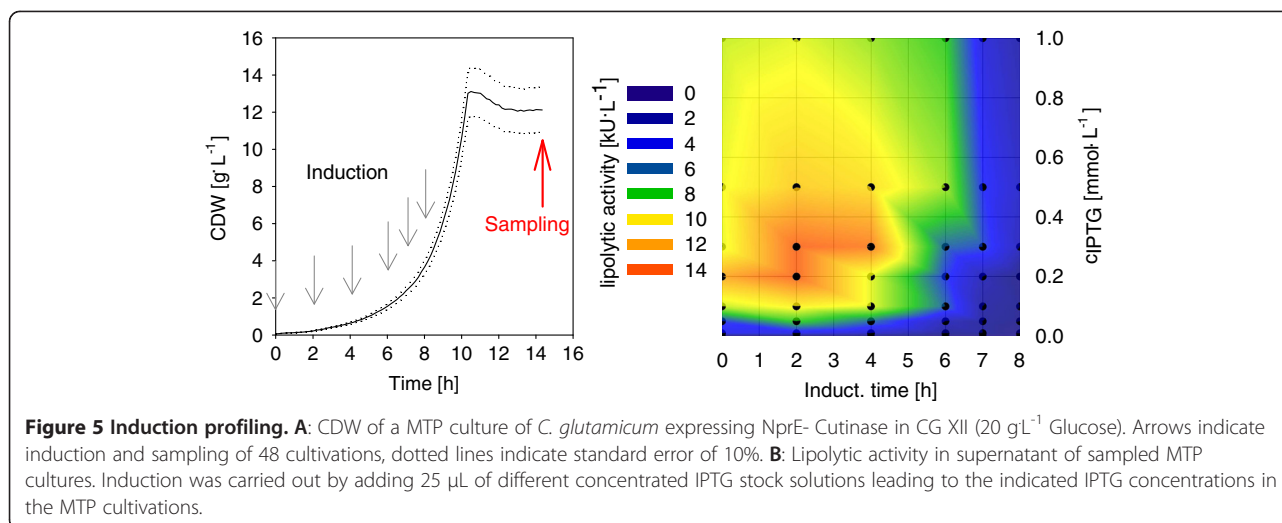 16
14
12
10
8
6
4
2
0
CDW [g·L-1]
Induction
Sampling
0 2 4 6 8 10 12 14 16
Time [h]
lipolytic activity [kU·L-1]
0
2
4
6
8
10
12
14
1.0
0.8
0.6
0.4
0.2
0.0
cIPTG [mmol·L-1]
0 1 2 3 4 5 6 7 8
Induct. time [h]
Figure 5 Induction profiling. A: CDW of a MTP culture of C. glutamicum expressing NprE- Cutinase in CG XII (20 g·L-1 Glucose). Arrows indicate
induction and sampling of 48 cultivations, dotted lines indicate standard error of 10%. B: Lipolytic activity in supernatant of sampled MTP
cultures. Induction was carried out by adding 25 μL of different concentrated IPTG stock solutions leading to the indicated IPTG concentrations in
the MTP cultivations.